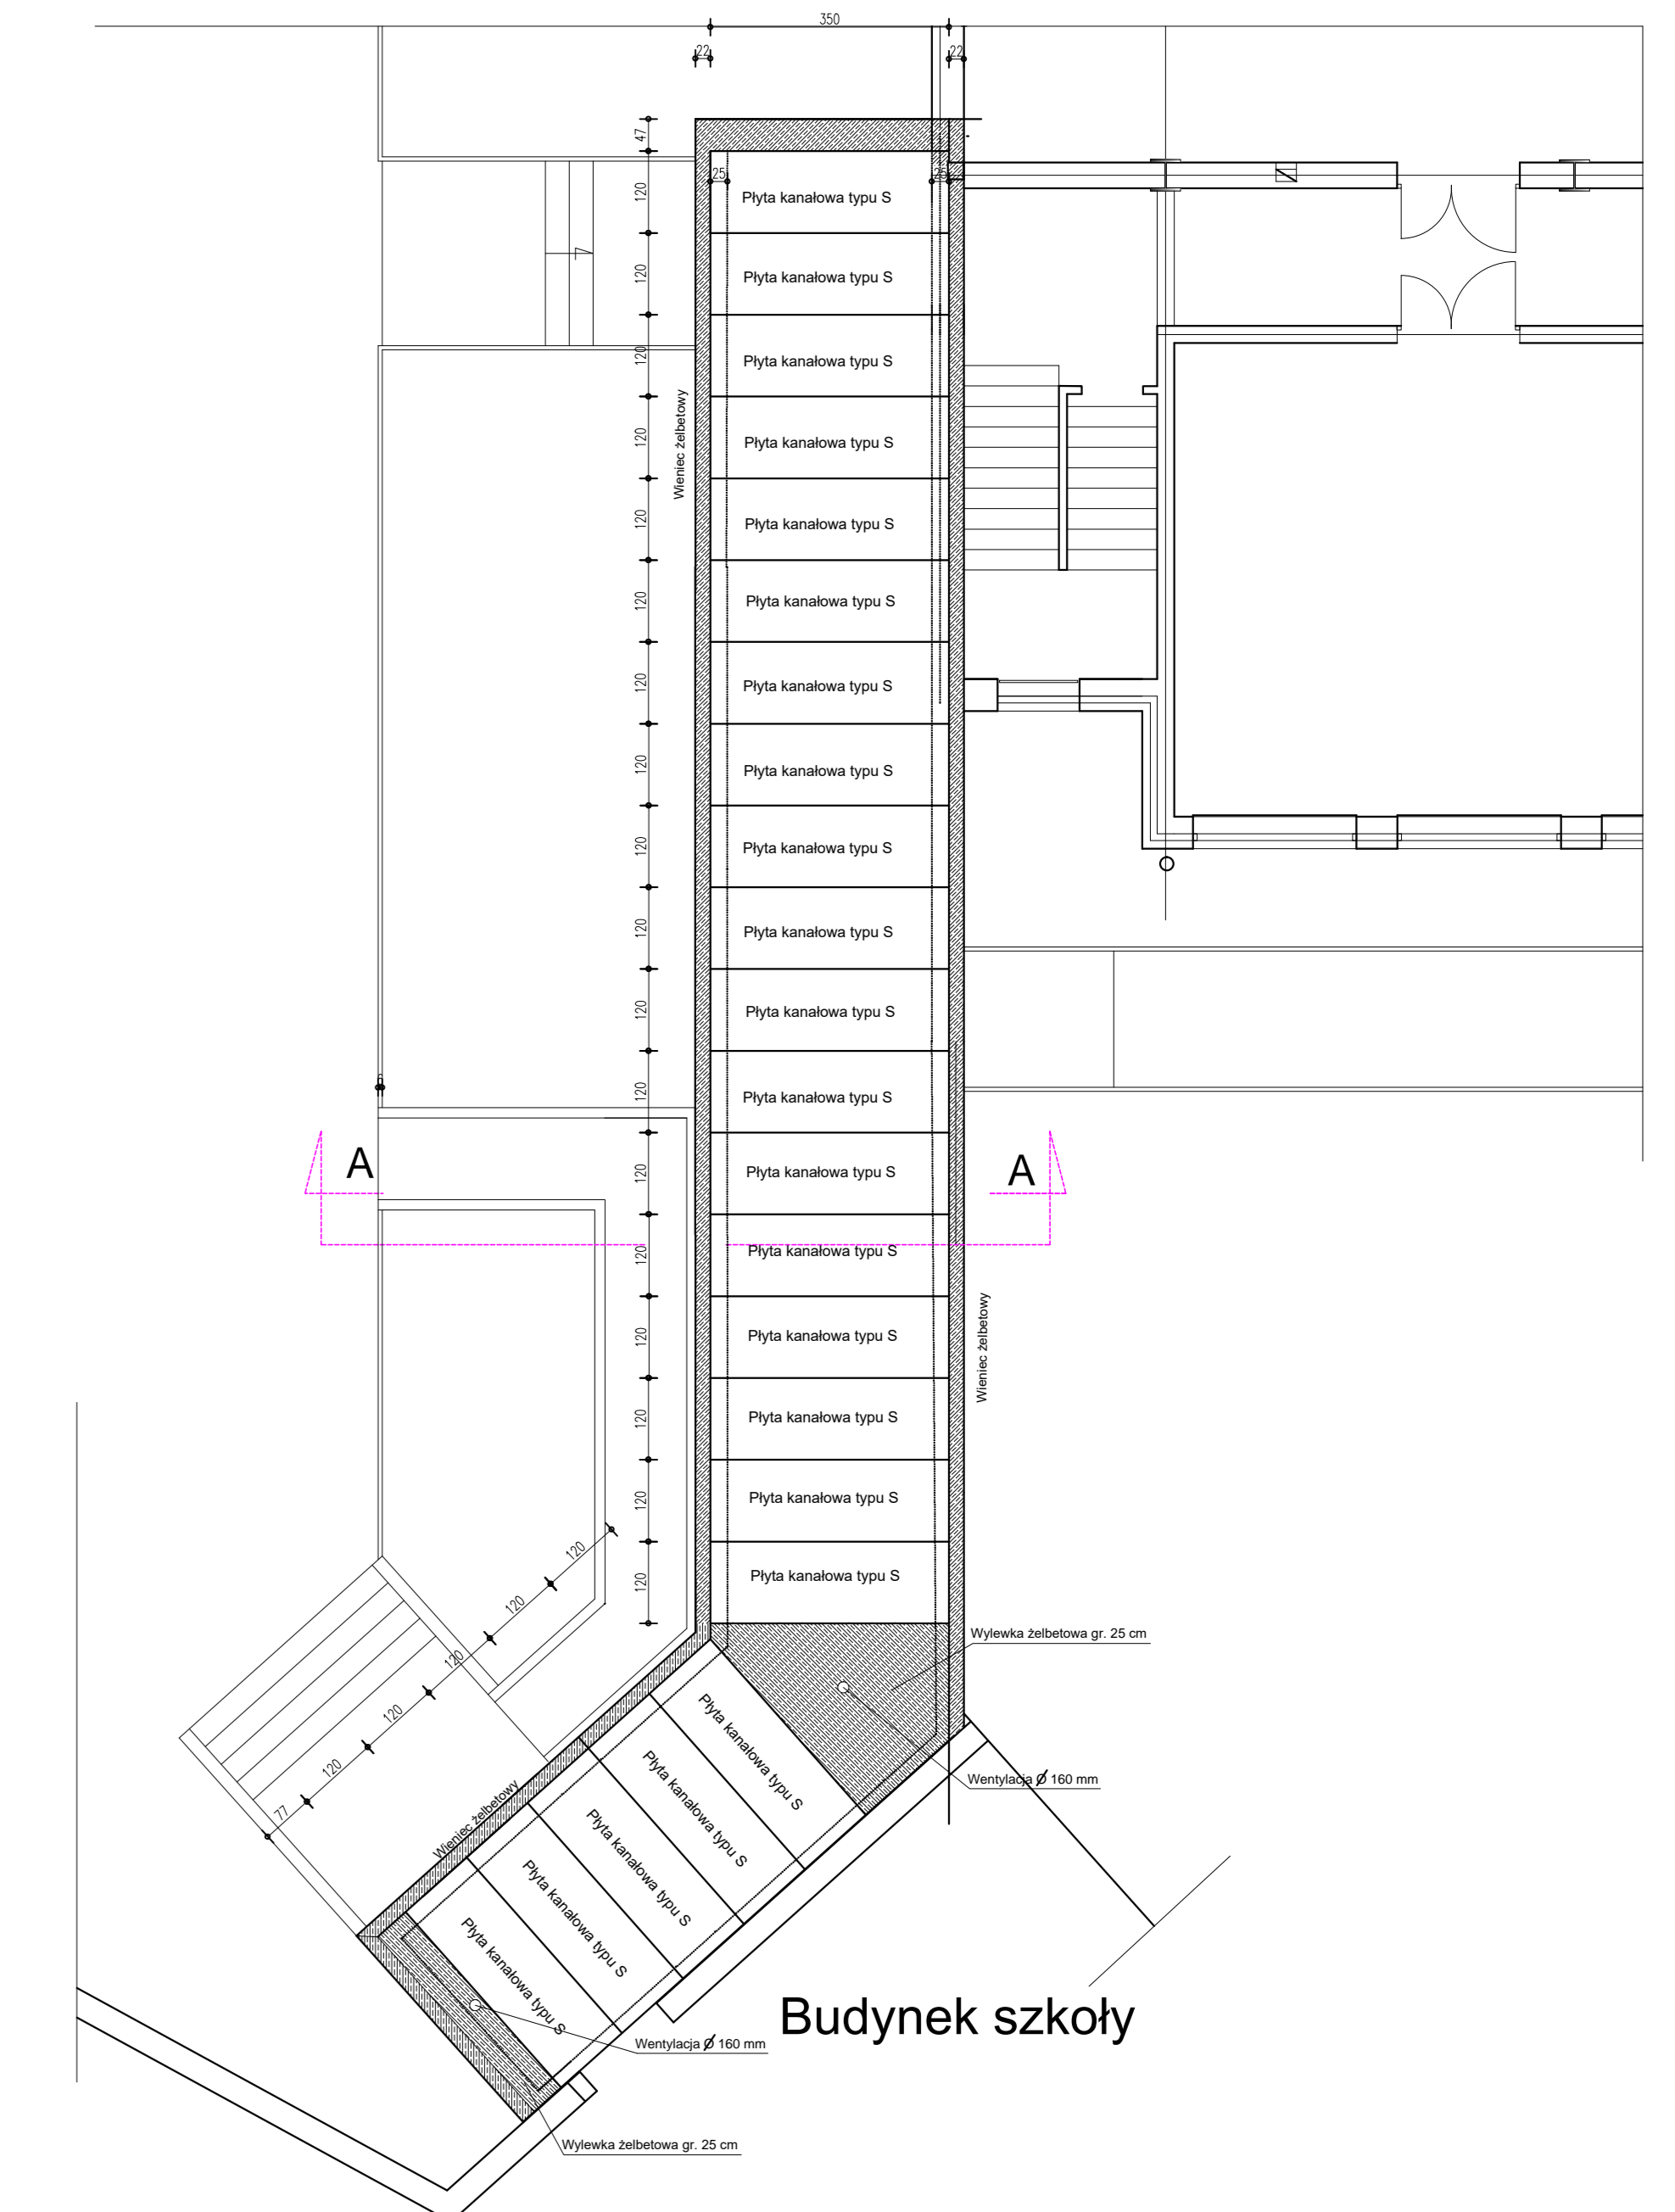 350
22
22
47
25
25
120
Płyta kanałowa typu S
120
Płyta kanałowa typu S
120
Płyta kanałowa typu S
Wieniec żelbetowy
120
Płyta kanałowa typu S
120
Płyta kanałowa typu S
120
Płyta kanałowa typu S
120
Płyta kanałowa typu S
120
Płyta kanałowa typu S
120
Płyta kanałowa typu S
120
Płyta kanałowa typu S
120
Płyta kanałowa typu S
6
120
Płyta kanałowa typu S
A
A
120
Płyta kanałowa typu S
120
Płyta kanałowa typu S
120
Płyta kanałowa typu S
Wieniec żelbetowy
120
Płyta kanałowa typu S
120
Płyta kanałowa typu S
120
Płyta kanałowa typu S
120
120
120
120
120
77
Wylewka żelbetowa gr. 25 cm
Wentylacja Ø 160 mm
Wieniec żelbetowy
Płyta kanałowa typu S
Płyta kanałowa typu S
Płyta kanałowa typu S
Płyta kanałowa typu S
Płyta kanałowa typu S
Budynek szkoły
Wentylacja Ø 160 mm
Wylewka żelbetowa gr. 25 cm